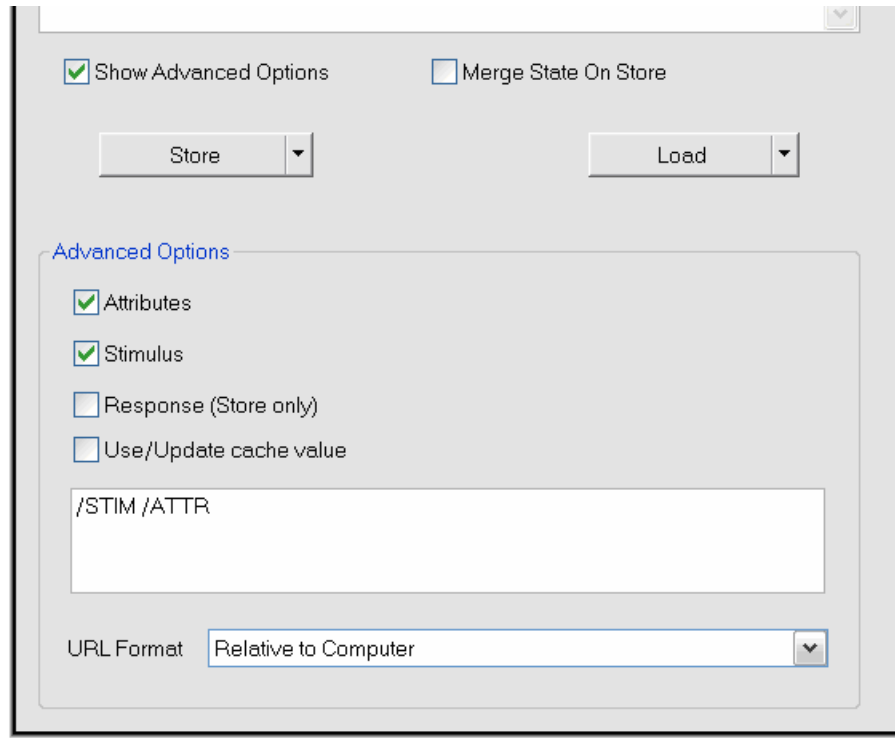 Show Advanced Options Merge State On Store
Store Load
Advanced Options
Attributes
Stimulus
Response (Store only)
Use/Update cache value
/STIM /ATTR
URL Format Relative to Computer